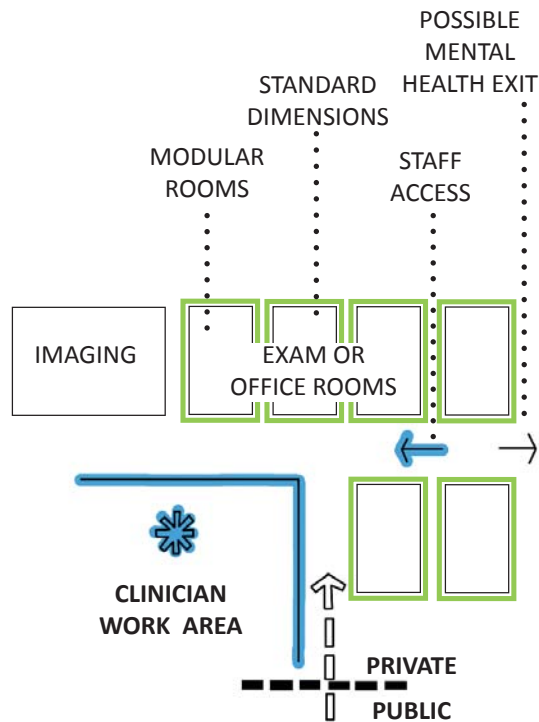 POSSIBLE
MENTAL
HEALTH EXIT
STANDARD
DIMENSIONS
MODULAR
ROOMS
STAFF
ACCESS
IMAGING
EXAM OR
OFFICE ROOMS
CLINICIAN
WORK AREA
PRIVATE
PUBLIC